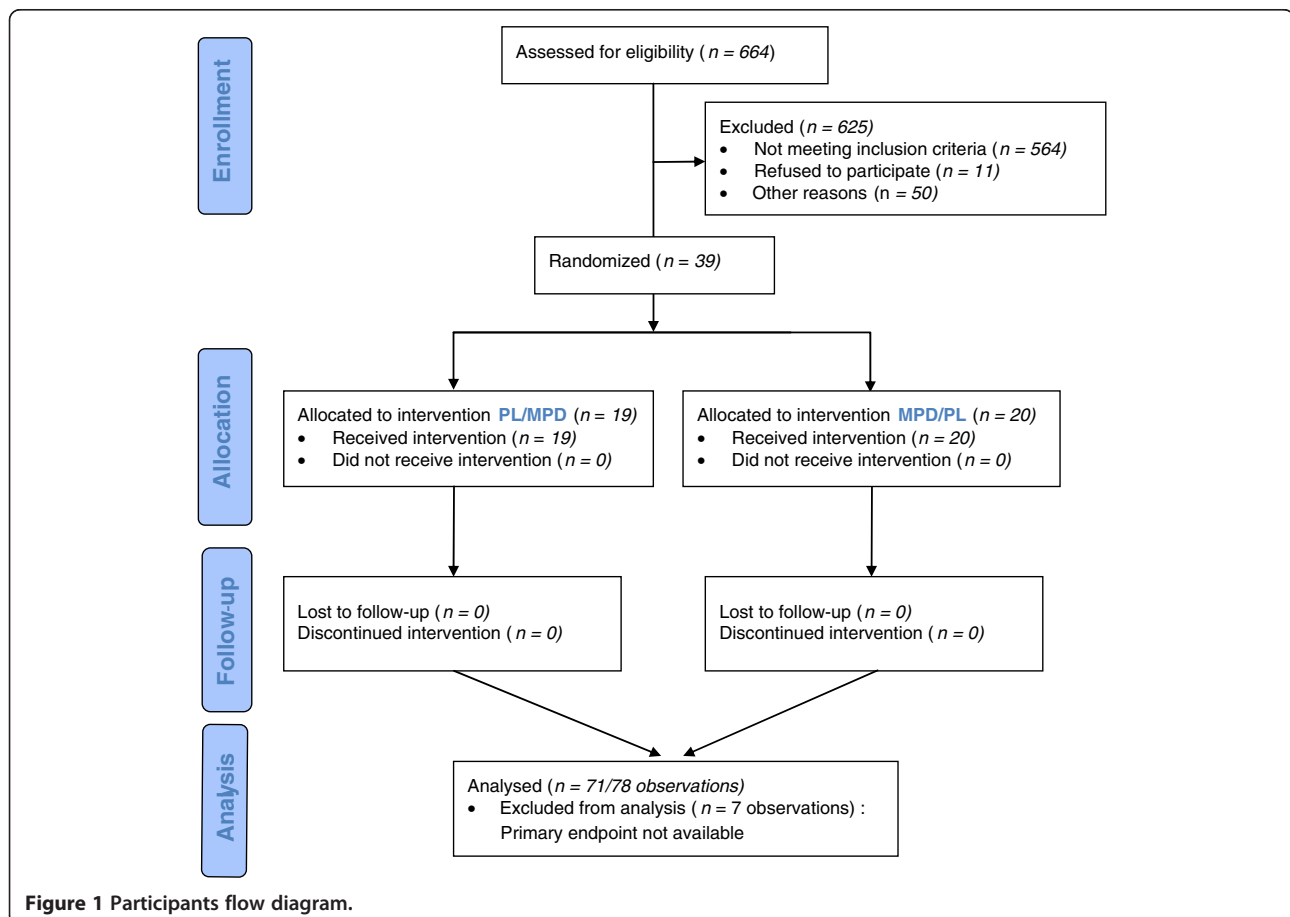 Enrollment
Assessed for eligibility (n = 664)
Excluded (n = 625)
• Not meeting inclusion criteria (n = 564)
• Refused to participate (n = 11)
• Other reasons (n = 50)
Randomized (n = 39)
Allocation
Allocated to intervention PL/MPD (n = 19)
• Received intervention (n = 19)
• Did not receive intervention (n = 0)
Allocated to intervention MPD/PL (n = 20)
• Received intervention (n = 20)
• Did not receive intervention (n = 0)
Follow-up
Lost to follow-up (n = 0)
Discontinued intervention (n = 0)
Lost to follow-up (n = 0)
Discontinued intervention (n = 0)
Analysis
Analysed (n = 71/78 observations)
• Excluded from analysis (n = 7 observations) :
Primary endpoint not available
Figure 1 Participants flow diagram.